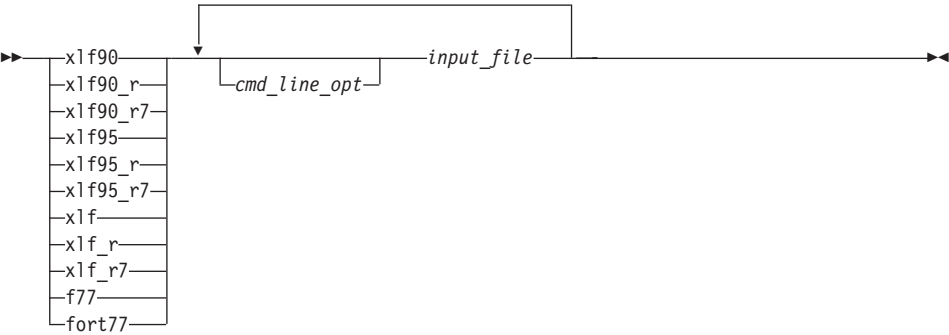 xlf90 input_file
xlf90_r cmd_line_opt
xlf90_r7
xlf95
xlf95_r
xlf95_r7
xlf
xlf_r
xlf_r7
f77
fort77